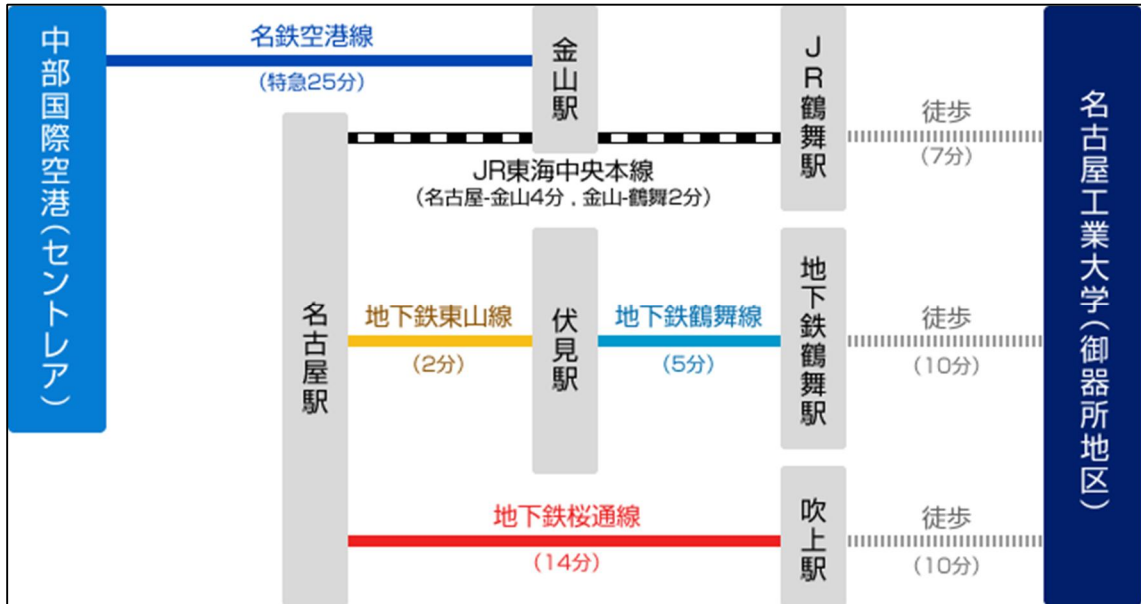 中部国際空港(セントレア)
名鉄空港線
(特急25分)
金山駅
JR鶴舞駅
徒歩
(7分)
名古屋工業大学(御器所地区)
名古屋駅
JR東海中央本線
(名古屋-金山4分 , 金山-鶴舞2分)
地下鉄東山線
(2分)
伏見駅
地下鉄鶴舞線
(5分)
地下鉄鶴舞駅
徒歩
(10分)
地下鉄桜通線
(14分)
吹上駅
徒歩
(10分)